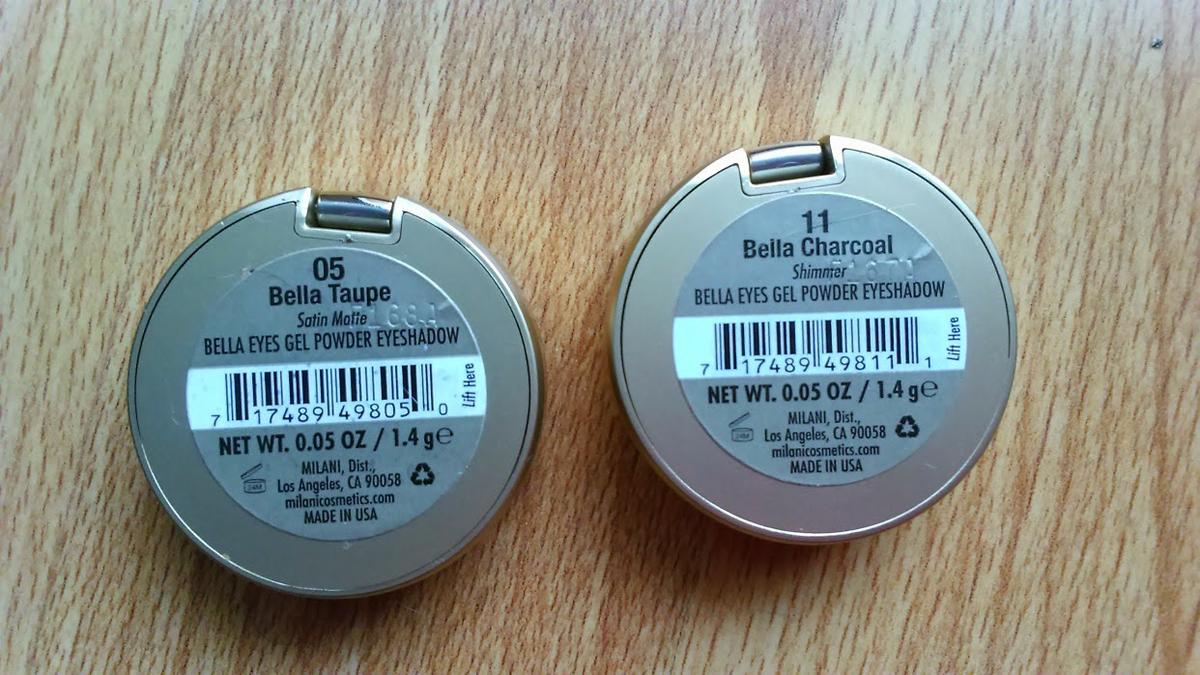 05
Bella Taupe
Satin Matte
BELLA EYES GEL POWDER EYESHADOW
Lift Here
7 17489 49805 0
NET WT. 0.05 OZ / 1.4 g℮
24M
MILANI, Dist.,
Los Angeles, CA 90058
milanicosmetics.com
MADE IN USA
11
Bella Charcoal
Shimmer
BELLA EYES GEL POWDER EYESHADOW
Lift Here
7 17489 49811 1
NET WT. 0.05 OZ / 1.4 g℮
24M
MILANI, Dist.,
Los Angeles, CA 90058
milanicosmetics.com
MADE IN USA